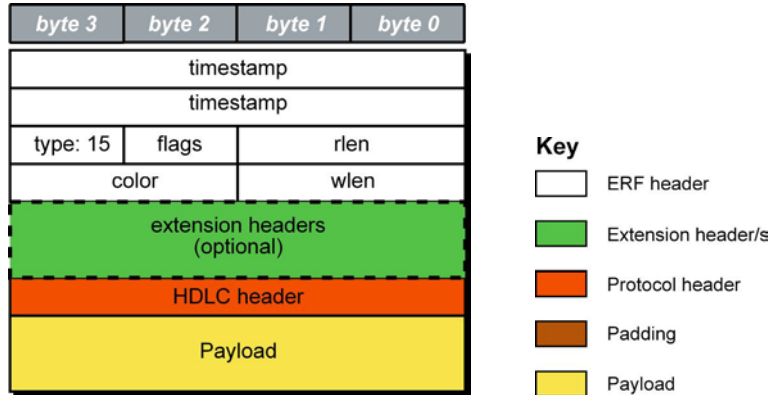 byte 3 byte 2 byte 1 byte 0
timestamp
timestamp
type: 15 flags rlen
color wlen
extension headers
(optional)
HDLC header
Payload
Key
ERF header
Extension header/s
Protocol header
Padding
Payload